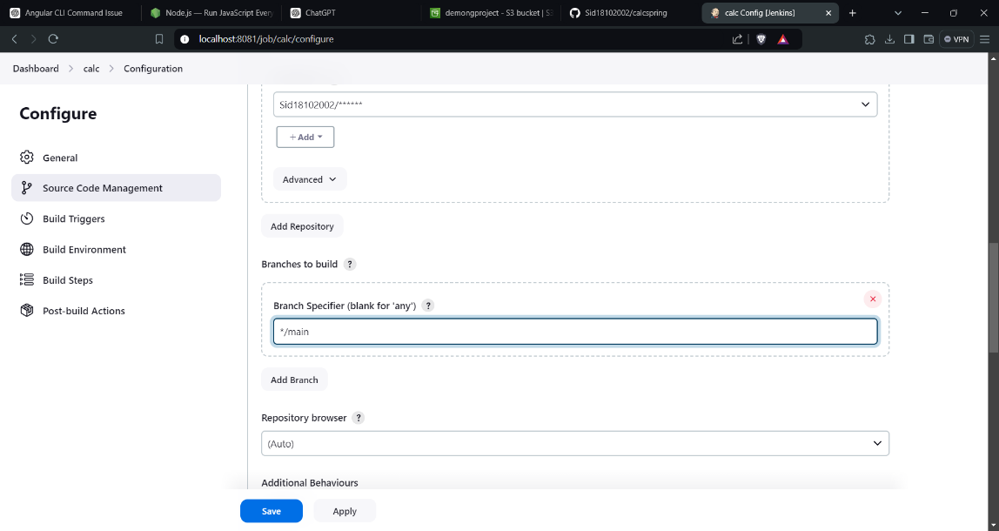 Angular CLI Command Issue
Node.js — Run JavaScript Every
ChatGPT
demongproject - S3 bucket | S3
Sid18102002/calcspring
calc Config [Jenkins]
localhost:8081/job/calc/configure
VPN
Dashboard
calc
Configuration
Configure
General
Source Code Management
Build Triggers
Build Environment
Build Steps
Post-build Actions
Sid18102002/******
+ Add
Advanced
Add Repository
Branches to build ?
Branch Specifier (blank for 'any') ?
*/main
Add Branch
Repository browser ?
(Auto)
Additional Behaviours
Save
Apply